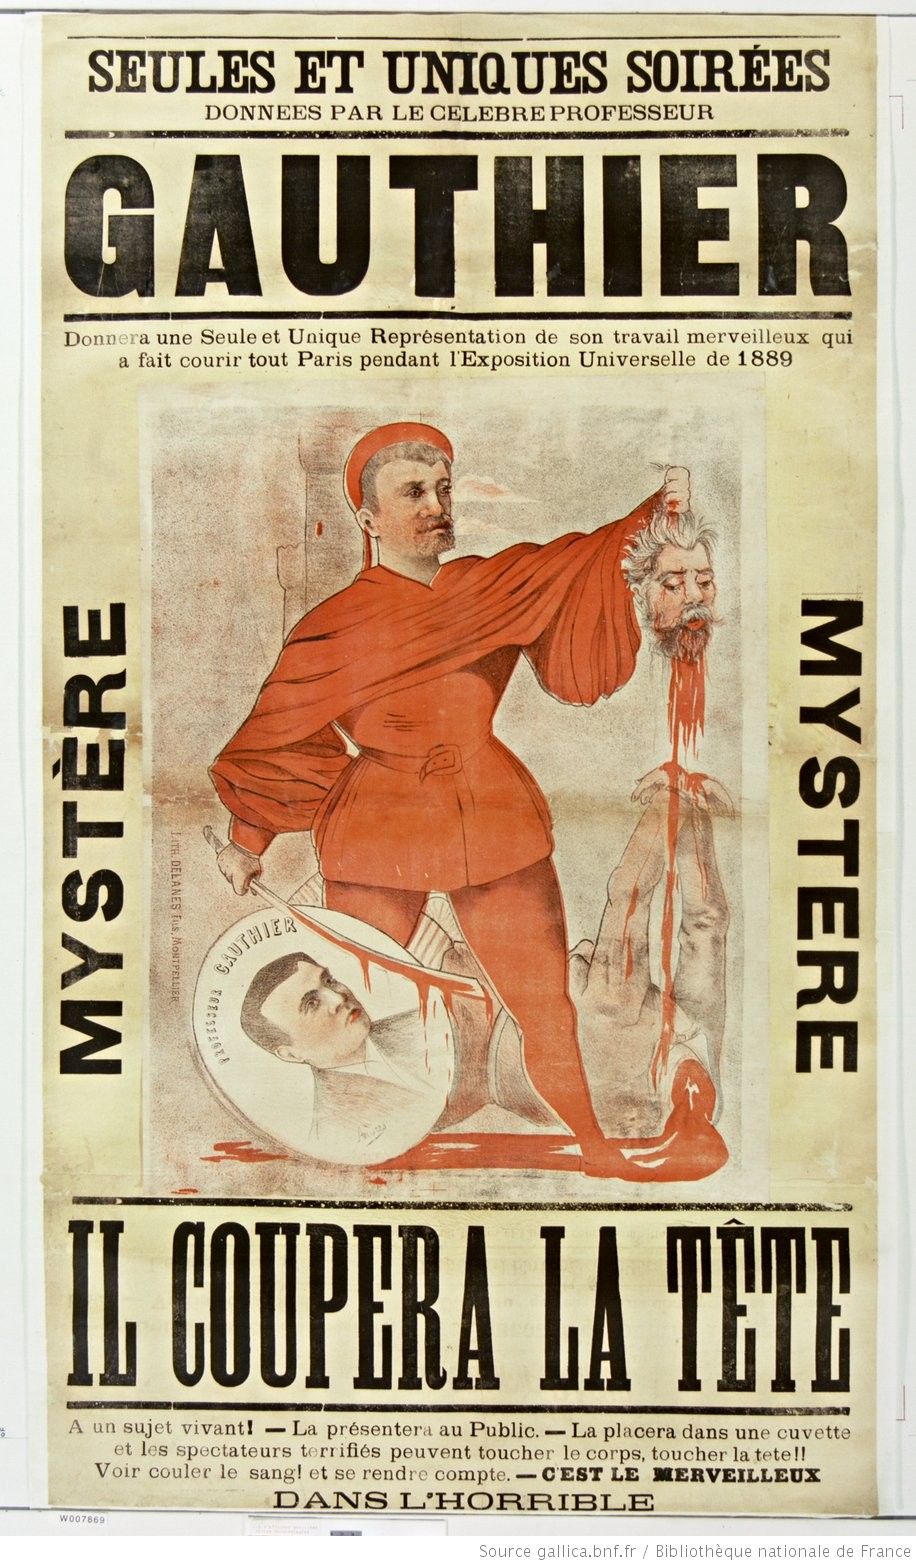 SEULES ET UNIQUES SOIRÉES
DONNEES PAR LE CELEBRE PROFESSEUR
GAUTHIER
Donnera une Seule et Unique Représentation de son travail merveilleux qui
a fait courir tout Paris pendant l'Exposition Universelle de 1889
MYSTÈRE
MYSTERE
LITH. DELANES FILS, MONTPELLIER
PROFESSEUR GAUTHIER
IL COUPERA LA TÊTE
A un sujet vivant! — La présentera au Public. — La placera dans une cuvette
et les spectateurs terrifiés peuvent toucher le corps, toucher la tete!!
Voir couler le sang! et se rendre compte. — C'EST LE MERVEILLEUX
DANS L'HORRIBLE
W007869
Source gallica.bnf.fr / Bibliothèque nationale de France